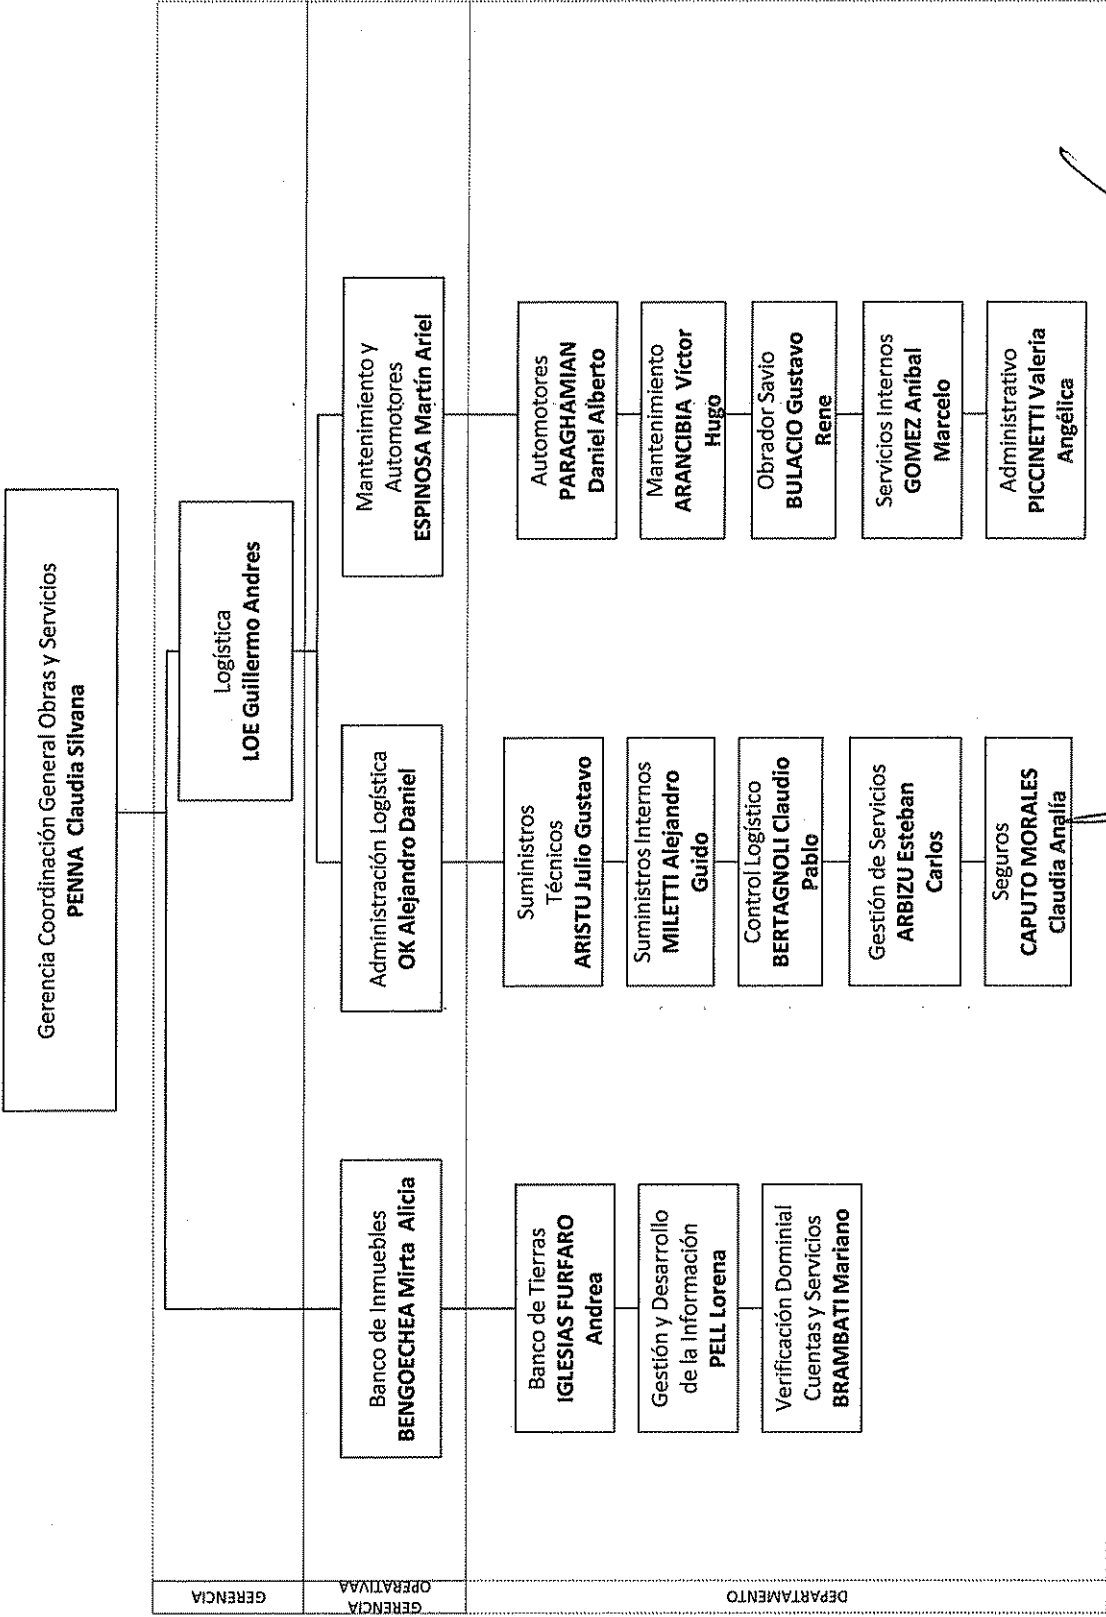 Gerencia Coordinación General Obras y Servicios
PENNA Claudia Silvana
GERENCIA
Logística
LOE Guillermo Andres
GERENCIA
OPERATIVAA
Banco de Inmuebles
BENGOECHEA Mirta Alicia
Administración Logística
OK Alejandro Daniel
Mantenimiento y
Automotores
ESPINOSA Martín Ariel
DEPARTAMENTO
Banco de Tierras
IGLESIAS FURFARO
Andrea
Gestión y Desarrollo
de la Información
PELL Lorena
Verificación Dominial
Cuentas y Servicios
BRAMBATI Mariano
Suministros
Técnicos
ARISTU Julio Gustavo
Suministros Internos
MILETTI Alejandro
Guido
Control Logístico
BERTAGNOLI Claudio
Pablo
Gestión de Servicios
ARBIZU Esteban
Carlos
Seguros
CAPUTO MORALES
Claudia Analía
Automotores
PARAGHAMIAN
Daniel Alberto
Mantenimiento
ARANCIBIA Víctor
Hugo
Obrador Savio
BULACIO Gustavo
Rene
Servicios Internos
GOMEZ Aníbal
Marcelo
Administrativo
PICCINETTI Valeria
Angélica